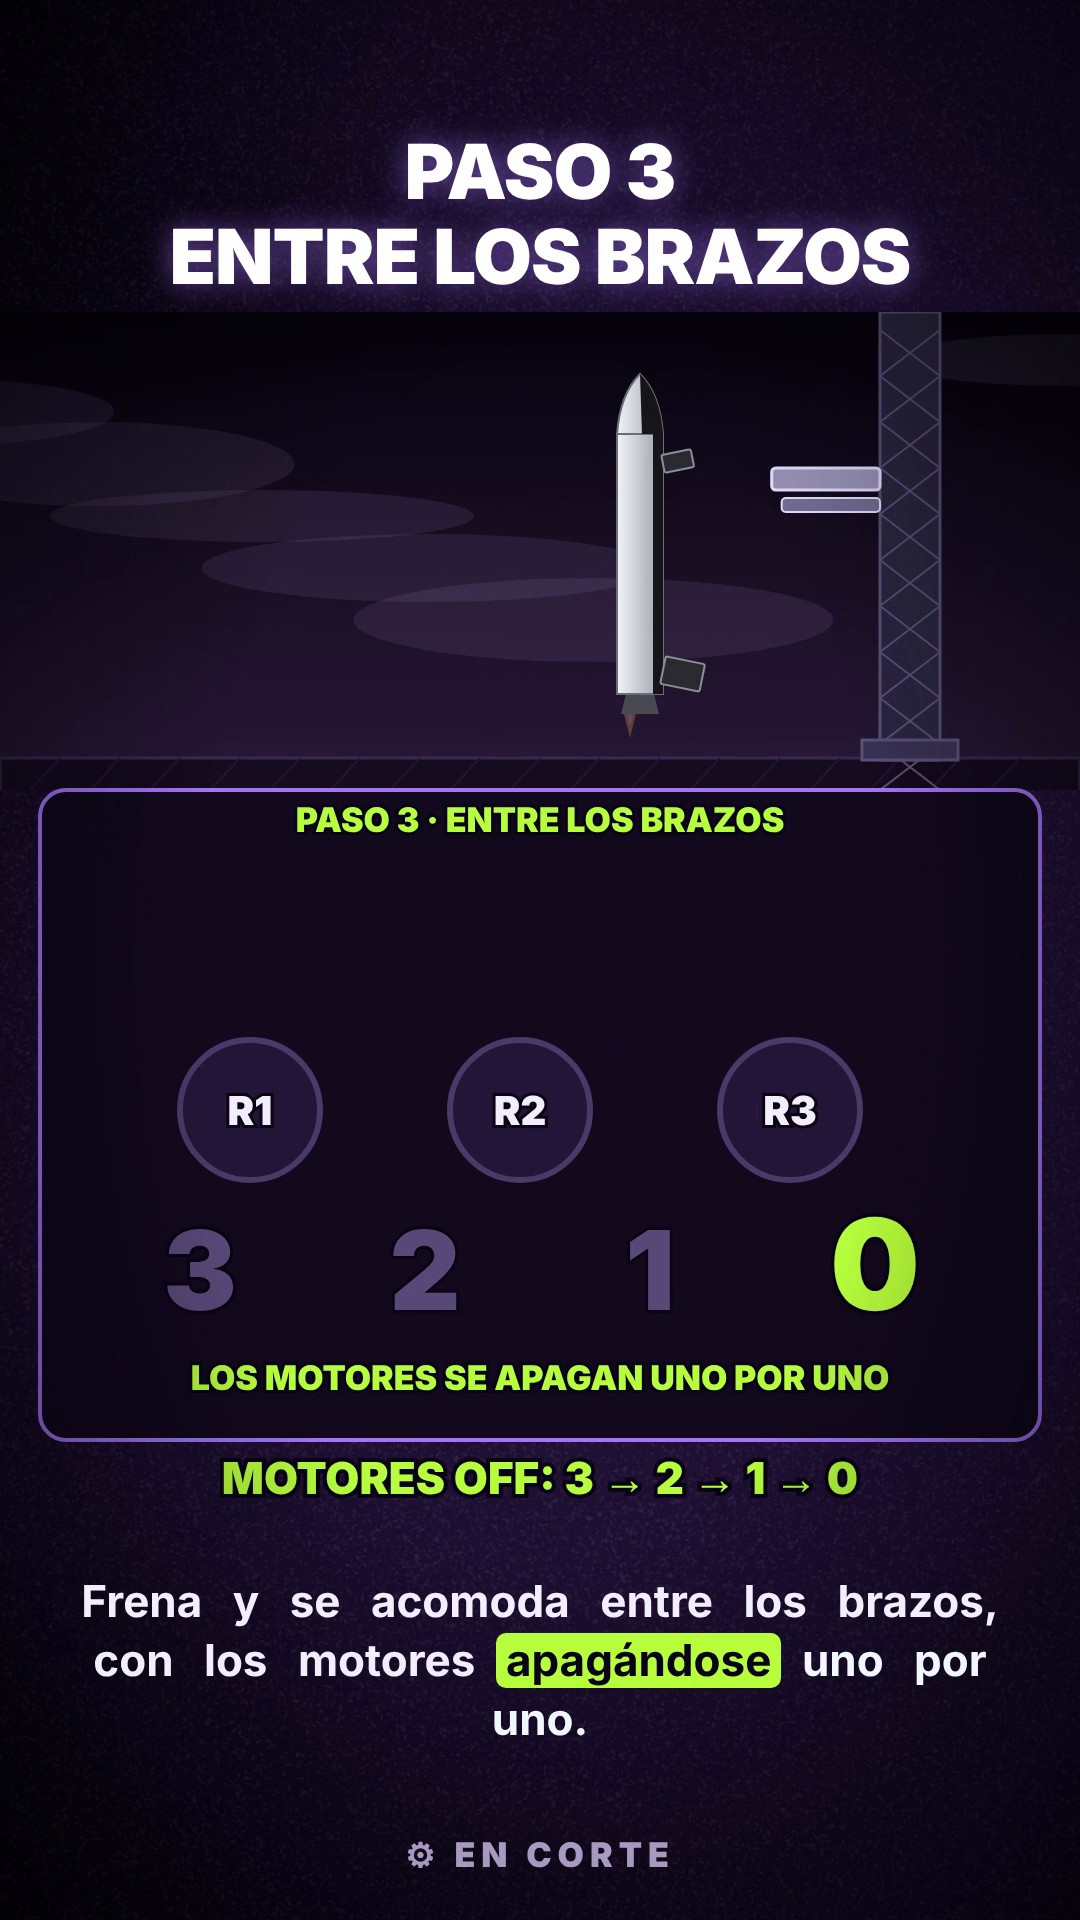 PASO 3
ENTRE LOS BRAZOS
PASO 3 · ENTRE LOS BRAZOS
R1 R2 R3
3 2 1 0
LOS MOTORES SE APAGAN UNO POR UNO
MOTORES OFF: 3 → 2 → 1 → 0
Frena y se acomoda entre los brazos,
con los motores apagándose uno por
uno.
⚙ EN CORTE